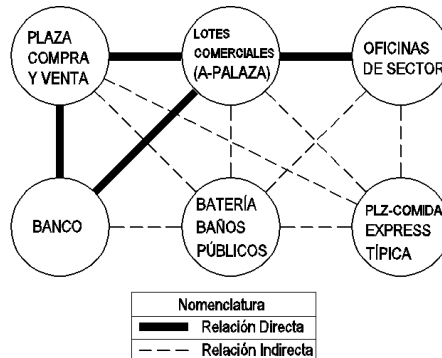 PLAZA
COMPRA
Y VENTA
LOTES
COMERCIALES
(A-PALAZA)
OFICINAS
DE SECTOR
BANCO
BATERÍA
BAÑOS
PÚBLICOS
PLZ-COMIDA
EXPRESS
TÍPICA
Nomenclatura
Relación Directa
Relación Indirecta